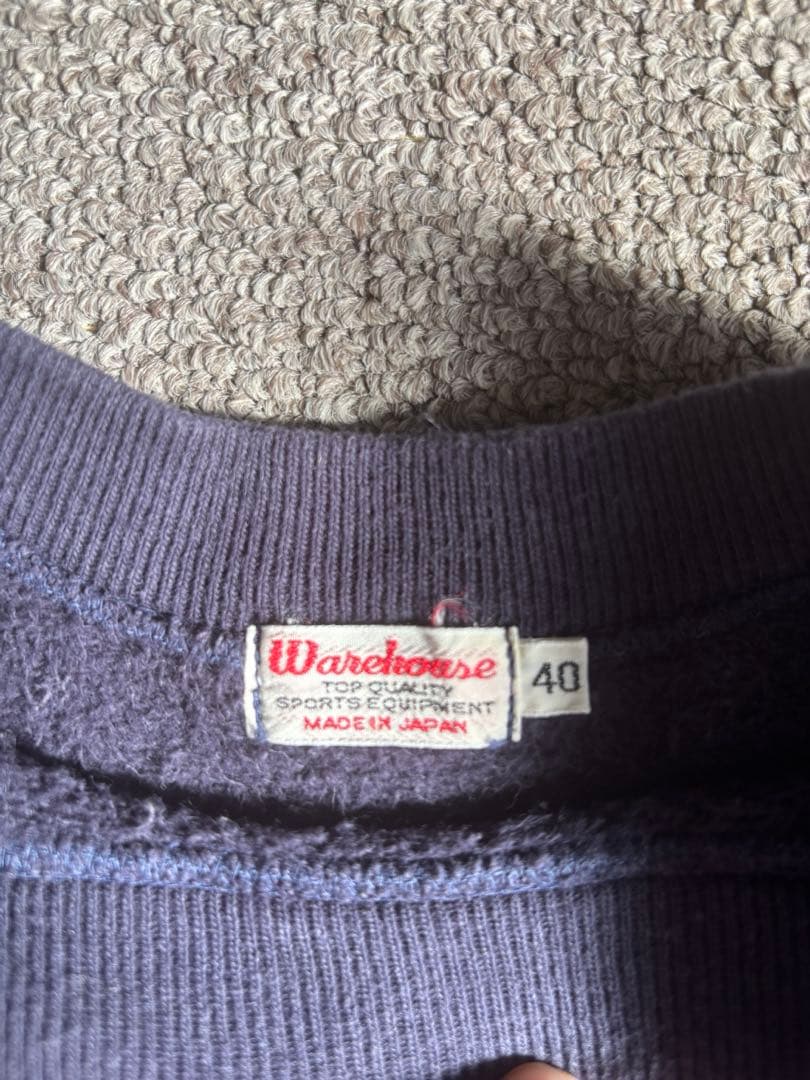 Warehouse
TOP QUALITY
SPORTS EQUIPMENT
MADE IN JAPAN
40